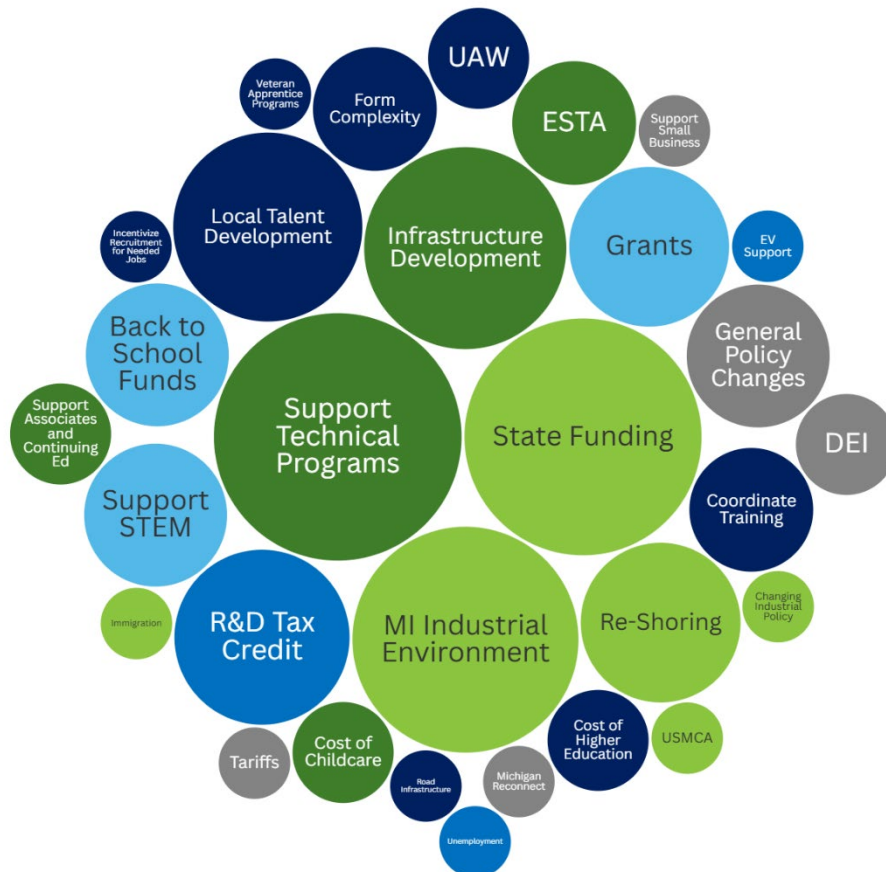 UAW
Veteran
Apprentice
Programs
Form
Complexity
ESTA
Support
Small
Business
Local Talent
Development
Infrastructure
Development
Grants
Incentivize
Recruitment
for Needed
Jobs
EV
Support
Back to
School
Funds
General
Policy
Changes
Support
Associates
and
Continuing
Ed
Support
Technical
Programs
State Funding
DEI
Support
STEM
Coordinate
Training
Immigration
R&D Tax
Credit
MI Industrial
Environment
Re-Shoring
Changing
Industrial
Policy
Tariffs
Cost of
Childcare
Road
Infrastructure
Michigan
Reconnect
Cost of
Higher
Education
USMCA
Unemployment